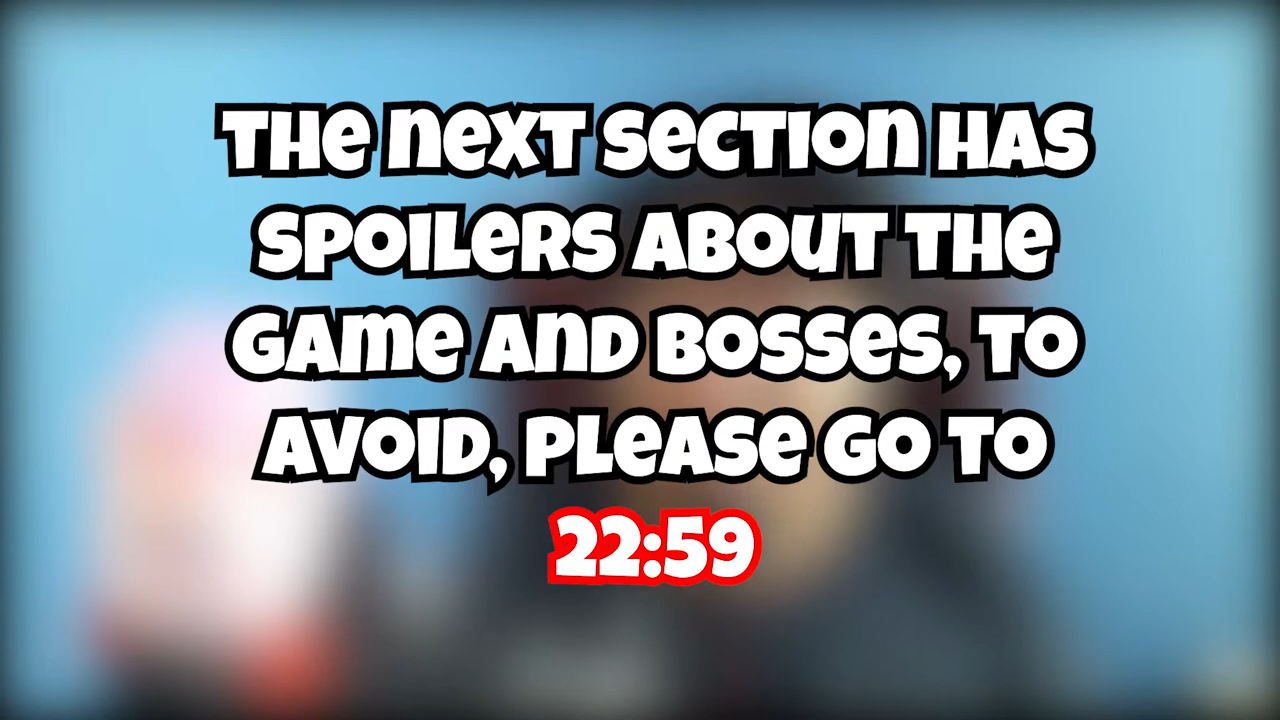 THE NEXT SECTION HAS
SPOILERS ABOUT THE
GAME AND BOSSES, TO
AVOID, PLEASE GO TO
22:59